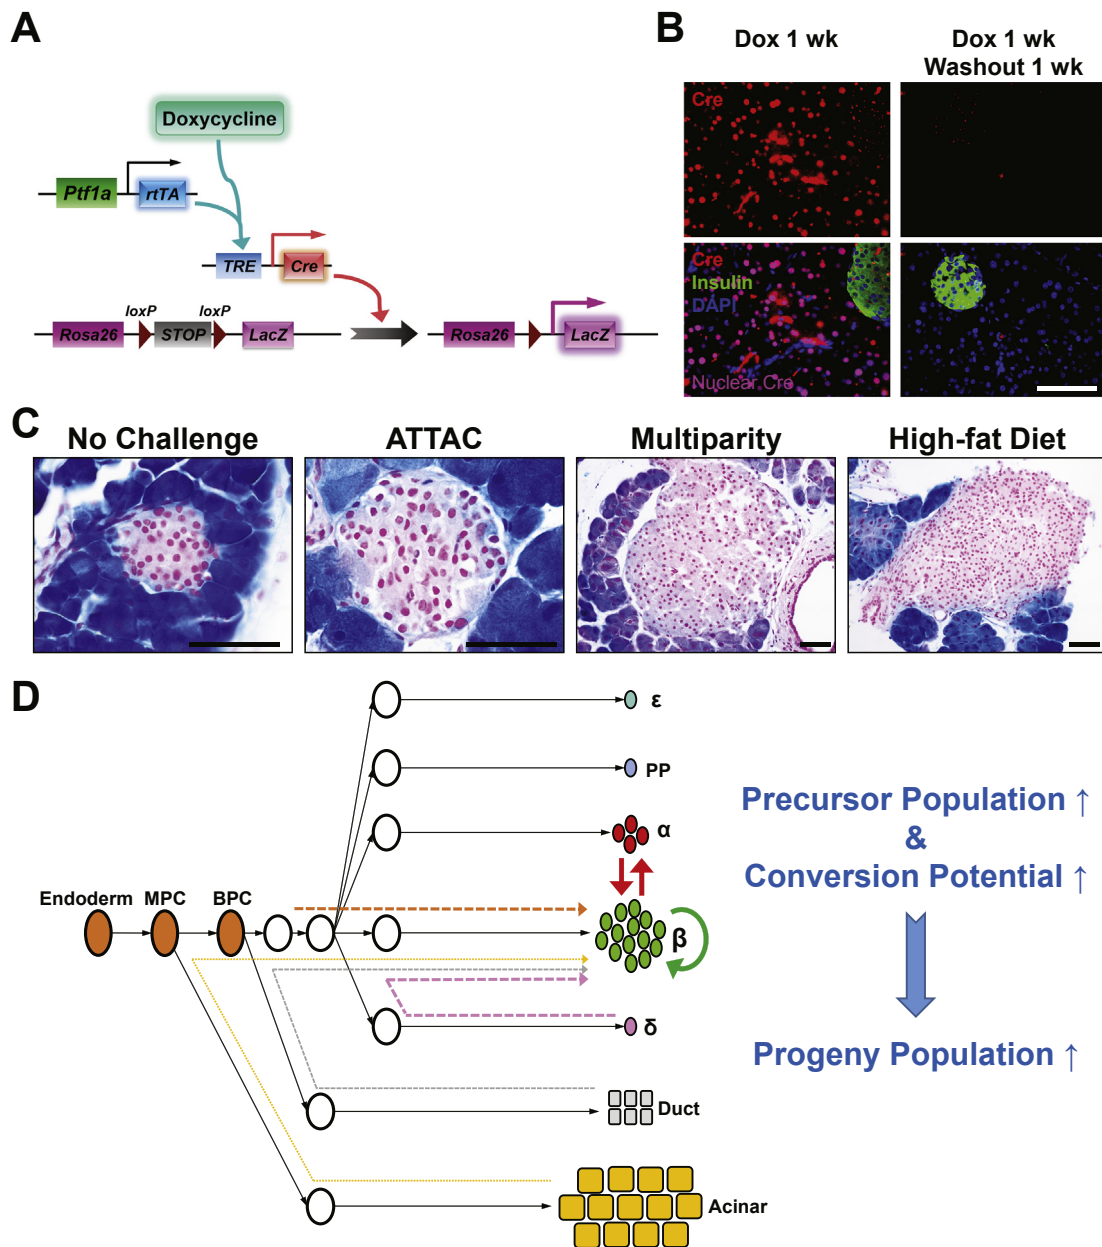 A
Doxycycline
Ptf1a
rtTA
TRE
Cre
loxP
loxP
Rosa26
STOP
LacZ
Rosa26
LacZ
B
Dox 1 wk
Dox 1 wk
Washout 1 wk
Cre
Cre
Insulin
DAPI
Nuclear Cre
C
No Challenge
ATTAC
Multiparity
High-fat Diet
D
ε
PP
α
Endoderm
MPC
BPC
β
δ
Duct
Acinar
Precursor Population ↑
&
Conversion Potential ↑
Progeny Population ↑